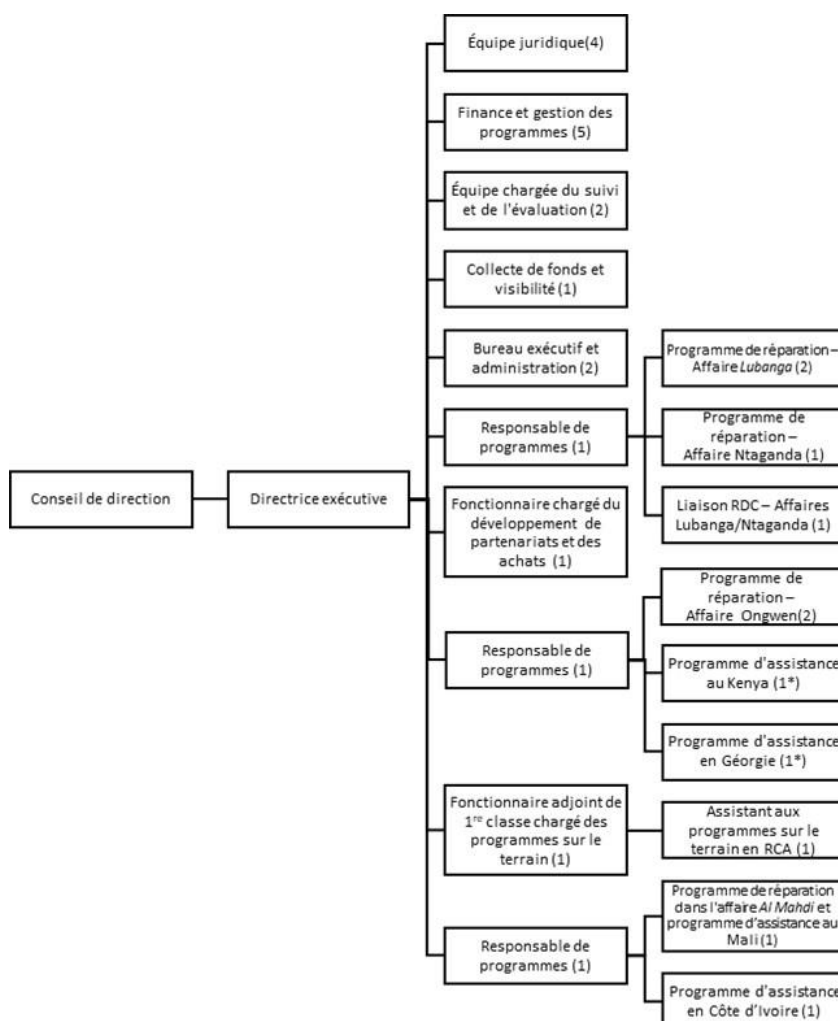 Équipe juridique(4)
Finance et gestion des
programmes (5)
Équipe chargée du suivi
et de l'évaluation (2)
Collecte de fonds et
visibilité (1)
Bureau exécutif et
administration (2)
Programme de réparation –
Affaire Lubanga (2)
Responsable de
programmes (1)
Programme de
réparation –
Affaire Ntaganda (1)
Conseil de direction
Directrice exécutive
Fonctionnaire chargé du
développement de
partenariats et des
achats (1)
Liaison RDC – Affaires
Lubanga/Ntaganda (1)
Programme de
réparation –
Affaire Ongwen(2)
Responsable de
programmes (1)
Programme d'assistance
au Kenya (1*)
Programme d'assistance
en Géorgie (1*)
Fonctionnaire adjoint de
1re classe chargé des
programmes sur le
terrain (1)
Assistant aux
programmes sur le
terrain en RCA (1)
Programme de réparation
dans l'affaire Al Mahdi et
programme d'assistance au
Mali (1)
Responsable de
programmes (1)
Programme d'assistance
en Côte d'Ivoire (1)